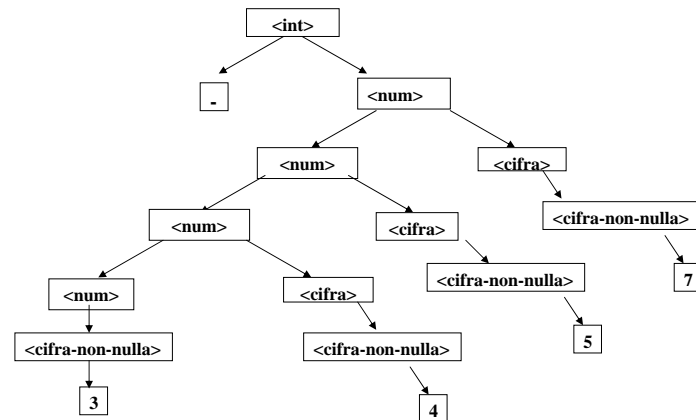 <int>
-
<num>
<num>
<cifra>
<num>
<cifra>
<cifra-non-nulla>
<num>
<cifra>
<cifra-non-nulla>
7
<cifra-non-nulla>
<cifra-non-nulla>
5
3
4